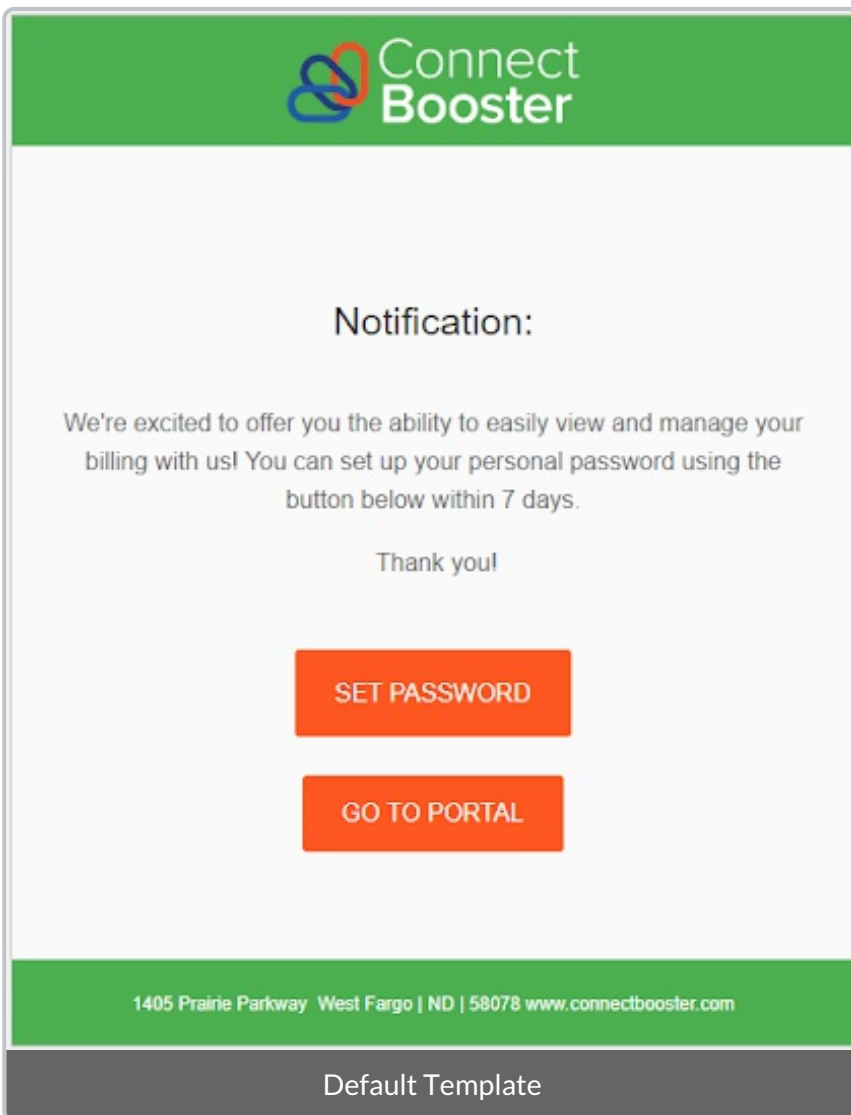 Connect
Booster
Notification:
We're excited to offer you the ability to easily view and manage your
billing with us! You can set up your personal password using the
button below within 7 days.
Thank you!
SET PASSWORD
GO TO PORTAL
1405 Prairie Parkway  West Fargo | ND | 58078 www.connectbooster.com
Default Template